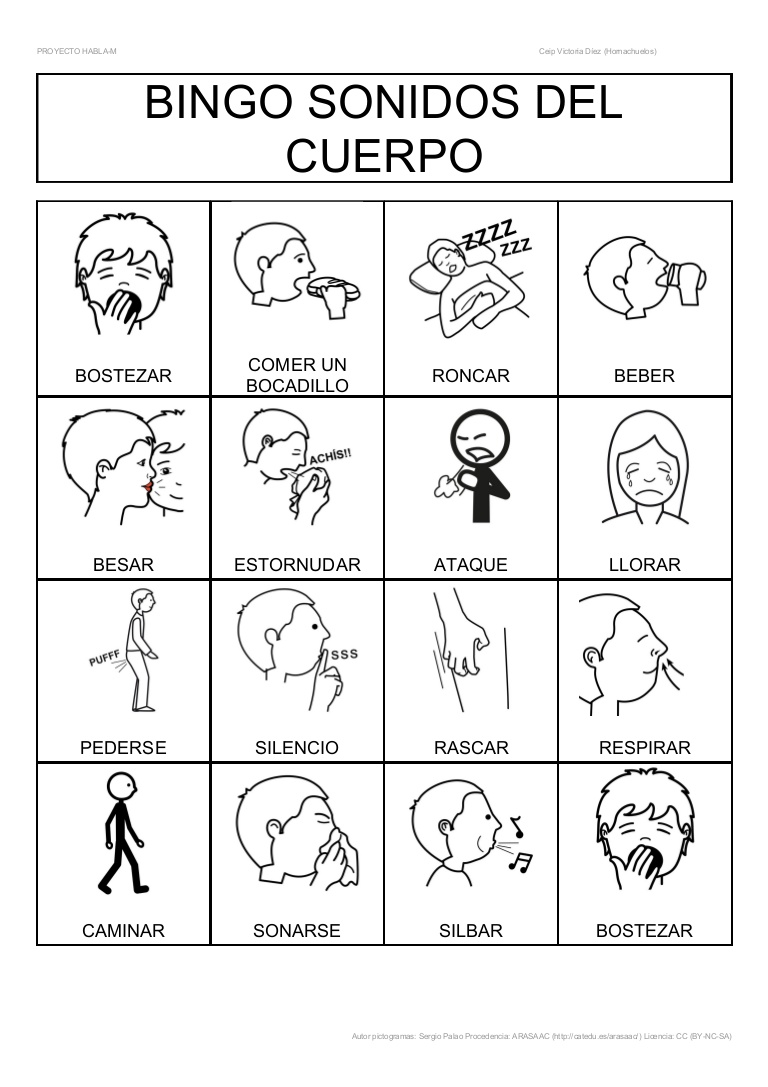 PROYECTO HABLA-M
Ceip Victoria Díez (Hornachuelos)
BINGO SONIDOS DEL
CUERPO
ZZZZ
ZZZ
BOSTEZAR
COMER UN
BOCADILLO
RONCAR
BEBER
ACHÍS!!
BESAR
ESTORNUDAR
ATAQUE
LLORAR
PUFFF
SSS
PEDERSE
SILENCIO
RASCAR
RESPIRAR
CAMINAR
SONARSE
SILBAR
BOSTEZAR
Autor pictogramas: Sergio Palao Procedencia: ARASAAC (http://catedu.es/arasaac/) Licencia: CC (BY-NC-SA)